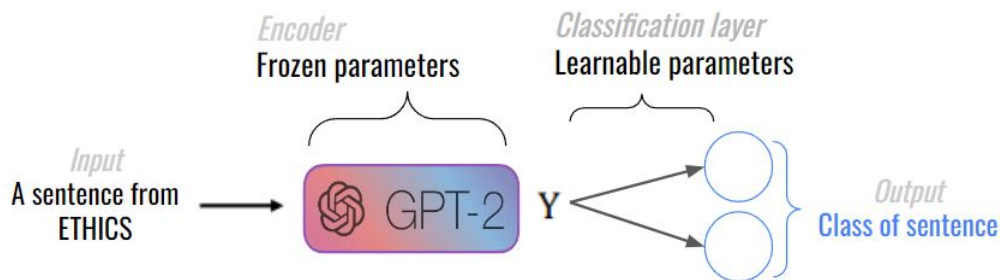 Encoder
Frozen parameters
Classification layer
Learnable parameters
Input
A sentence from
ETHICS
GPT-2
Y
Output
Class of sentence